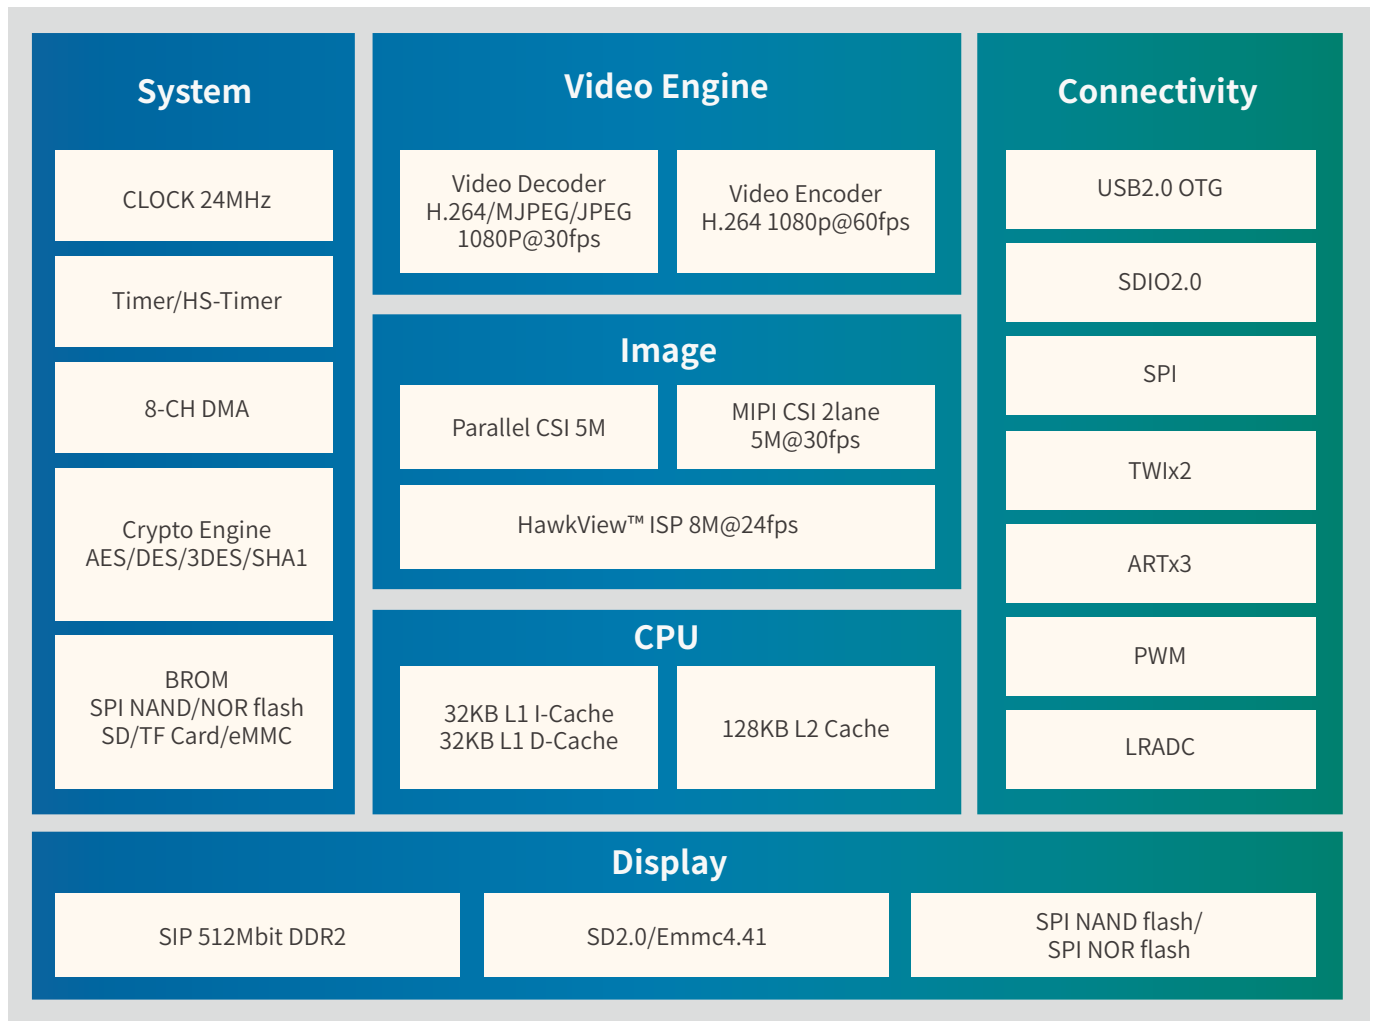 System
CLOCK 24MHz
Timer/HS-Timer
8-CH DMA
Crypto Engine
AES/DES/3DES/SHA1
BROM
SPI NAND/NOR flash
SD/TF Card/eMMC
Video Engine
Video Decoder
H.264/MJPEG/JPEG
1080P@30fps
Video Encoder
H.264 1080p@60fps
Image
Parallel CSI 5M
MIPI CSI 2lane
5M@30fps
HawkView™ ISP 8M@24fps
CPU
32KB L1 I-Cache
32KB L1 D-Cache
128KB L2 Cache
Connectivity
USB2.0 OTG
SDIO2.0
SPI
TWIx2
ARTx3
PWM
LRADC
Display
SIP 512Mbit DDR2
SD2.0/Emmc4.41
SPI NAND flash/
SPI NOR flash